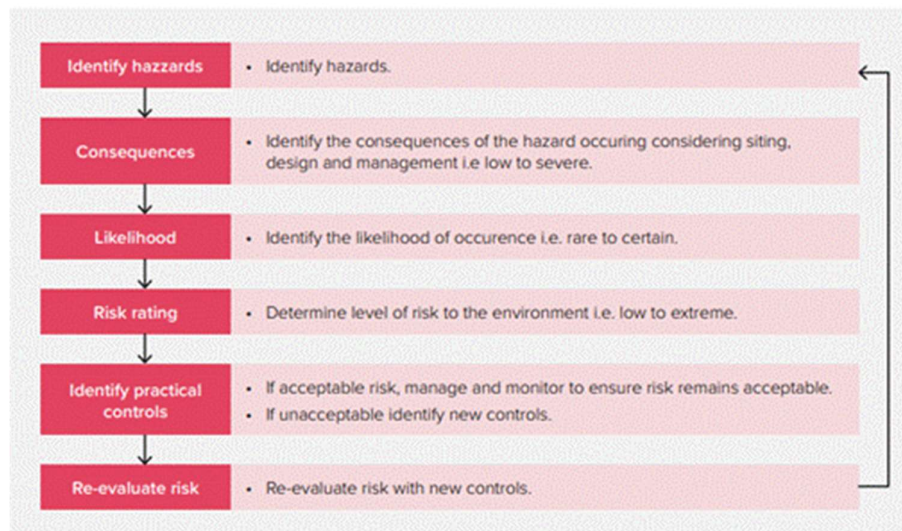 Identify hazzards
• Identify hazards.
Consequences
• Identify the consequences of the hazard occuring considering siting,
design and management i.e low to severe.
Likelihood
• Identify the likelihood of occurence i.e. rare to certain.
Risk rating
• Determine level of risk to the environment i.e. low to extreme.
Identify practical
controls
• If acceptable risk, manage and monitor to ensure risk remains acceptable.
• If unacceptable identify new controls.
Re-evaluate risk
• Re-evaluate risk with new controls.